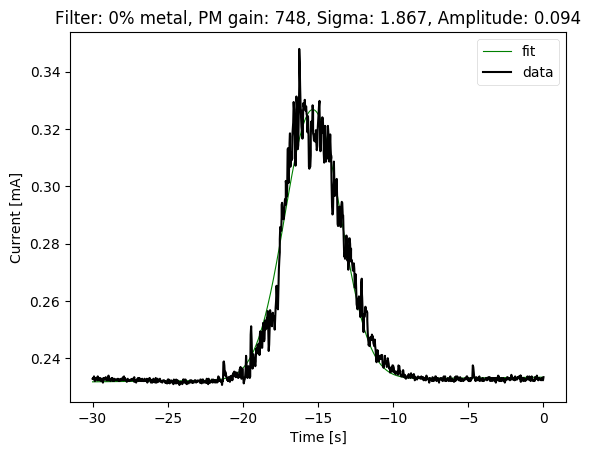 Filter: 0% metal, PM gain: 748, Sigma: 1.867, Amplitude: 0.094
fit
data
0.34
0.32
0.30
0.28
0.26
0.24
Current [mA]
−30
−25
−20
−15
−10
−5
0
Time [s]